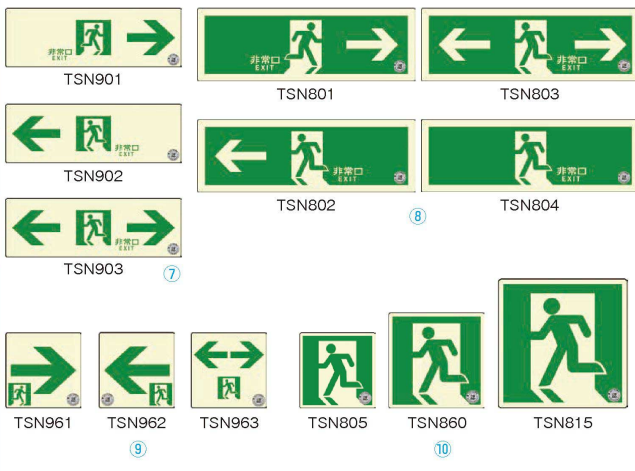 非常口
EXIT
TSN901
非常口
EXIT
TSN801
非常口
EXIT
TSN803
非常口
EXIT
TSN902
非常口
EXIT
TSN802
非常口
EXIT
TSN804
⑧
非常口
EXIT
TSN903
⑦
TSN961
TSN962
TSN963
⑨
TSN805
TSN860
TSN815
⑩